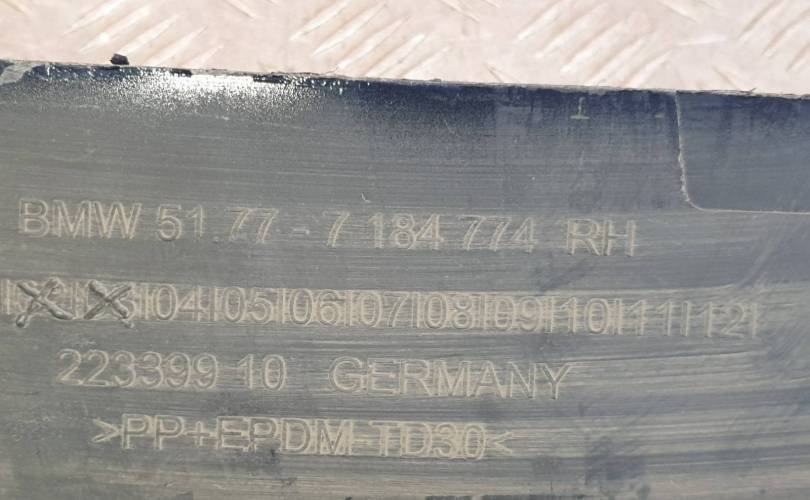 BMW 51.77 - 7 184 774 RH
|04|05|06|07|08|09|10|11|12|
223399 10 GERMANY
>PP+EPDM-TD30<